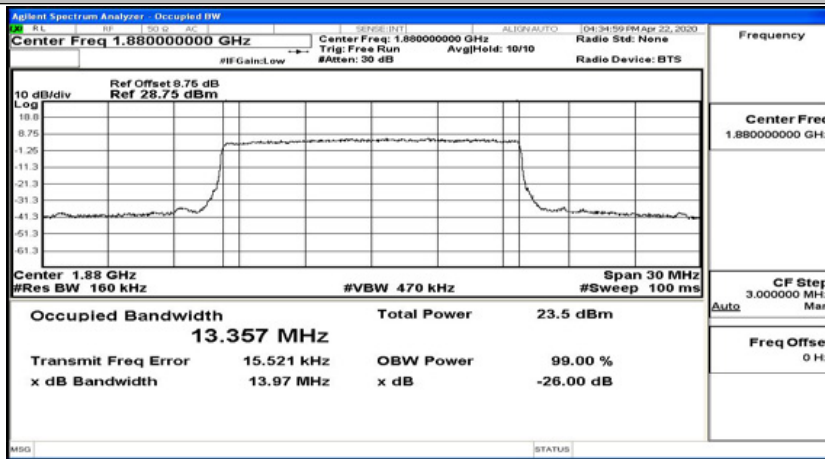 Agilent Spectrum Analyzer - Occupied BW
RL RF 50 Ω AC SENSE:INT ALIGNAUTO 04:34:59 PM Apr 22, 2020
Center Freq 1.880000000 GHz
Center Freq: 1.880000000 GHz
Radio Std: None
Frequency
Trig: Free Run Avg|Hold: 10/10
#IFGain:Low #Atten: 30 dB Radio Device: BTS
Ref Offset 8.75 dB
10 dB/div Ref 28.75 dBm
Log
18.8
8.75
-1.25
-11.3
-21.3
-31.3
-41.3
-51.3
-61.3
Center Freq
1.880000000 GHz
Center 1.88 GHz Span 30 MHz
#Res BW 160 kHz #VBW 470 kHz #Sweep 100 ms
CF Step
3.000000 MHz
Auto Man
Occupied Bandwidth Total Power 23.5 dBm
13.357 MHz
Freq Offse
0 H
Transmit Freq Error 15.521 kHz OBW Power 99.00 %
x dB Bandwidth 13.97 MHz x dB -26.00 dB
MSG STATUS